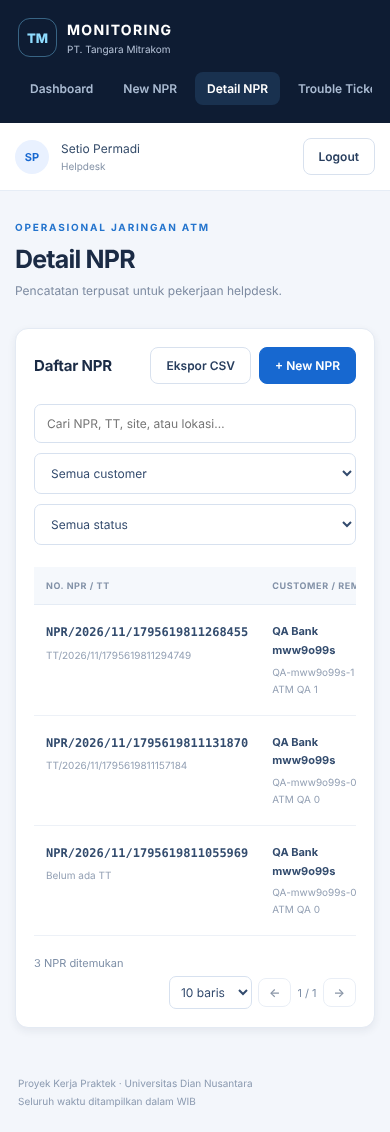 TM
MONITORING
PT. Tangara Mitrakom
Dashboard New NPR Detail NPR Trouble Ticke
SP
Setio Permadi
Helpdesk
Logout
OPERASIONAL JARINGAN ATM
Detail NPR
Pencatatan terpusat untuk pekerjaan helpdesk.
Daftar NPR
Ekspor CSV
+ New NPR
Cari NPR, TT, site, atau lokasi...
Semua customer
Semua status
NO. NPR / TT CUSTOMER / REM
NPR/2026/11/1795619811268455
TT/2026/11/1795619811294749
QA Bank
mww9o99s
QA-mww9o99s-1
ATM QA 1
NPR/2026/11/1795619811131870
TT/2026/11/1795619811157184
QA Bank
mww9o99s
QA-mww9o99s-0
ATM QA 0
NPR/2026/11/1795619811055969
Belum ada TT
QA Bank
mww9o99s
QA-mww9o99s-0
ATM QA 0
3 NPR ditemukan
10 baris ← 1 / 1 →
Proyek Kerja Praktek · Universitas Dian Nusantara
Seluruh waktu ditampilkan dalam WIB